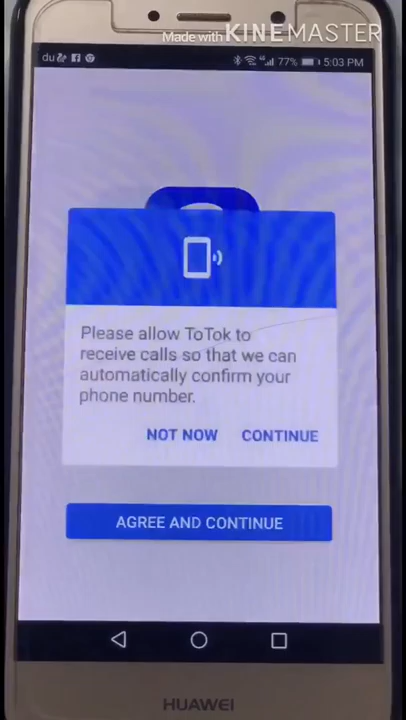 Made with KINEMASTER
du
77% 5:03 PM
Please allow ToTok to
receive calls so that we can
automatically confirm your
phone number.
NOT NOW CONTINUE
AGREE AND CONTINUE
HUAWEI